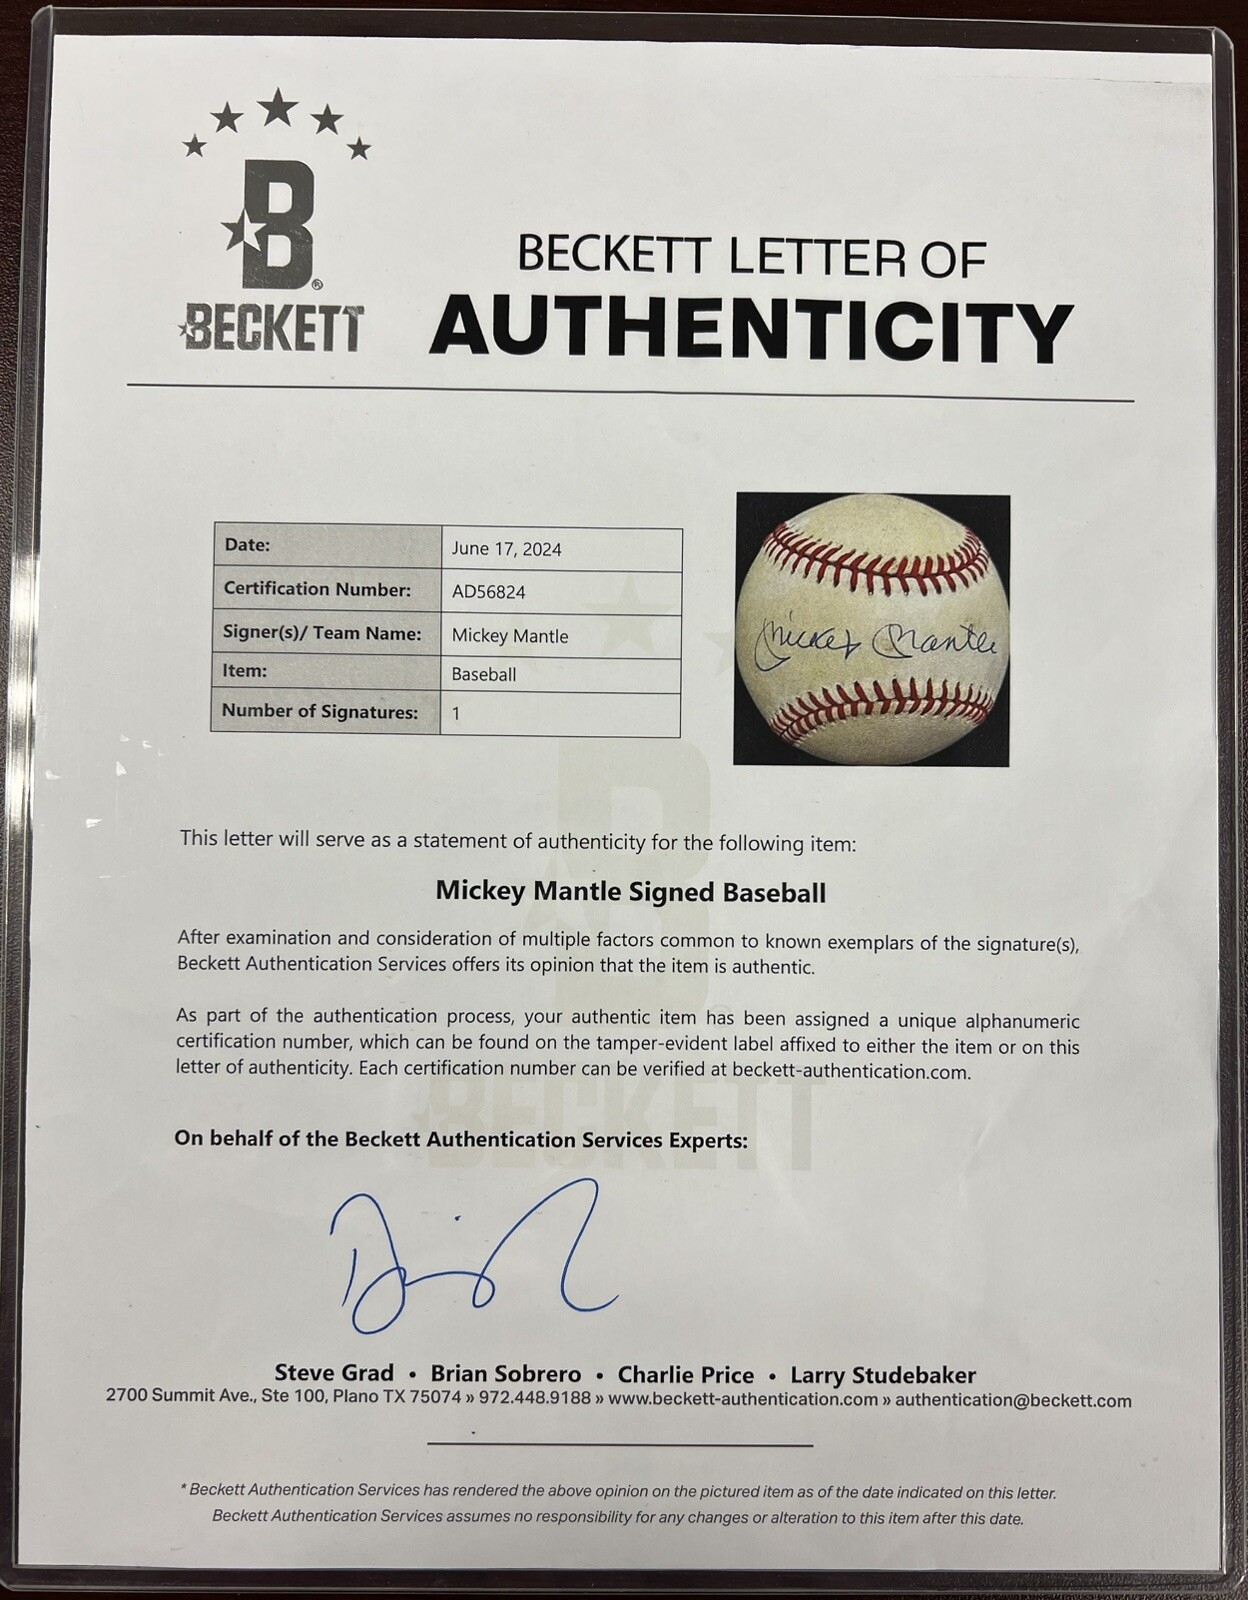 B®
BECKETT
BECKETT LETTER OF
AUTHENTICITY
Date: June 17, 2024
Certification Number: AD56824
Signer(s)/ Team Name: Mickey Mantle
Item: Baseball
Number of Signatures: 1
Mickey Mantle
This letter will serve as a statement of authenticity for the following item:
Mickey Mantle Signed Baseball
After examination and consideration of multiple factors common to known exemplars of the signature(s),
Beckett Authentication Services offers its opinion that the item is authentic.
As part of the authentication process, your authentic item has been assigned a unique alphanumeric
certification number, which can be found on the tamper-evident label affixed to either the item or on this
letter of authenticity. Each certification number can be verified at beckett-authentication.com.
BECKETT
On behalf of the Beckett Authentication Services Experts:
Steve Grad • Brian Sobrero • Charlie Price • Larry Studebaker
2700 Summit Ave., Ste 100, Plano TX 75074 » 972.448.9188 » www.beckett-authentication.com » authentication@beckett.com
* Beckett Authentication Services has rendered the above opinion on the pictured item as of the date indicated on this letter.
Beckett Authentication Services assumes no responsibility for any changes or alteration to this item after this date.